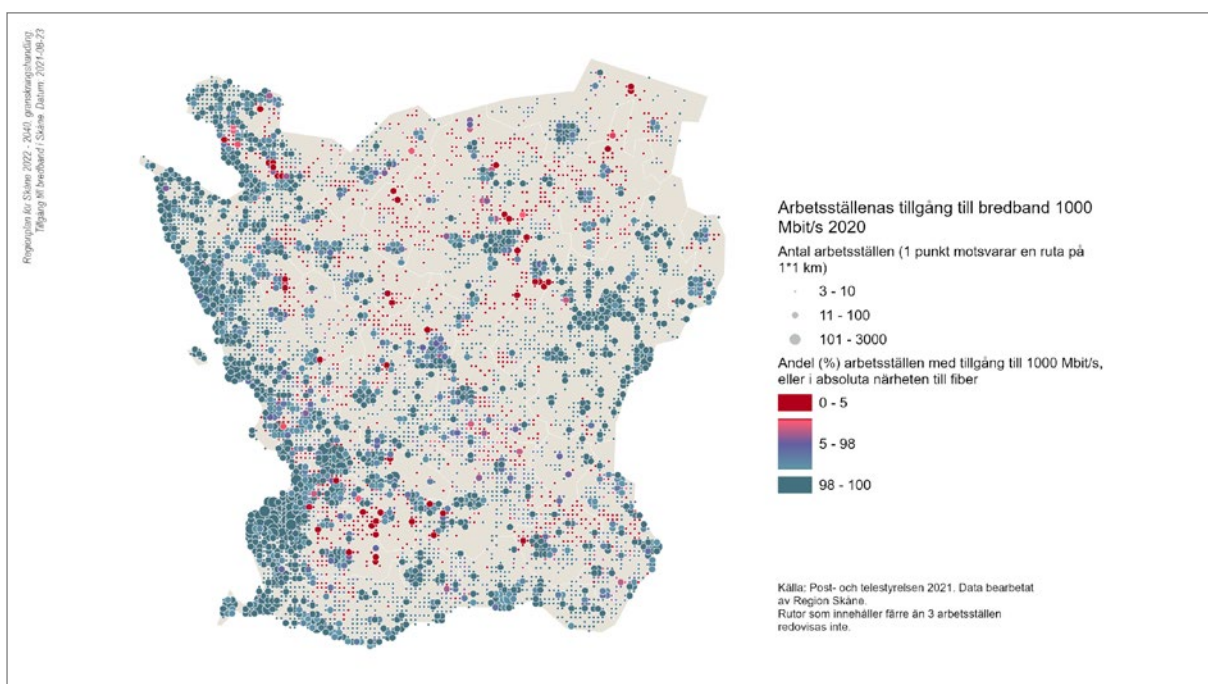 Regionplan för Skåne 2022 - 2040, granskningshandling
Tillgång till bredband i Skåne. Datum: 2021-08-23
Arbetsställenas tillgång till bredband 1000
Mbit/s 2020
Antal arbetsställen (1 punkt motsvarar en ruta på
1*1 km)
3 - 10
11 - 100
101 - 3000
Andel (%) arbetsställen med tillgång till 1000 Mbit/s,
eller i absoluta närheten till fiber
0 - 5
5 - 98
98 - 100
Källa: Post- och telestyrelsen 2021. Data bearbetat
av Region Skåne.
Rutor som innehåller färre än 3 arbetsställen
redovisas inte.